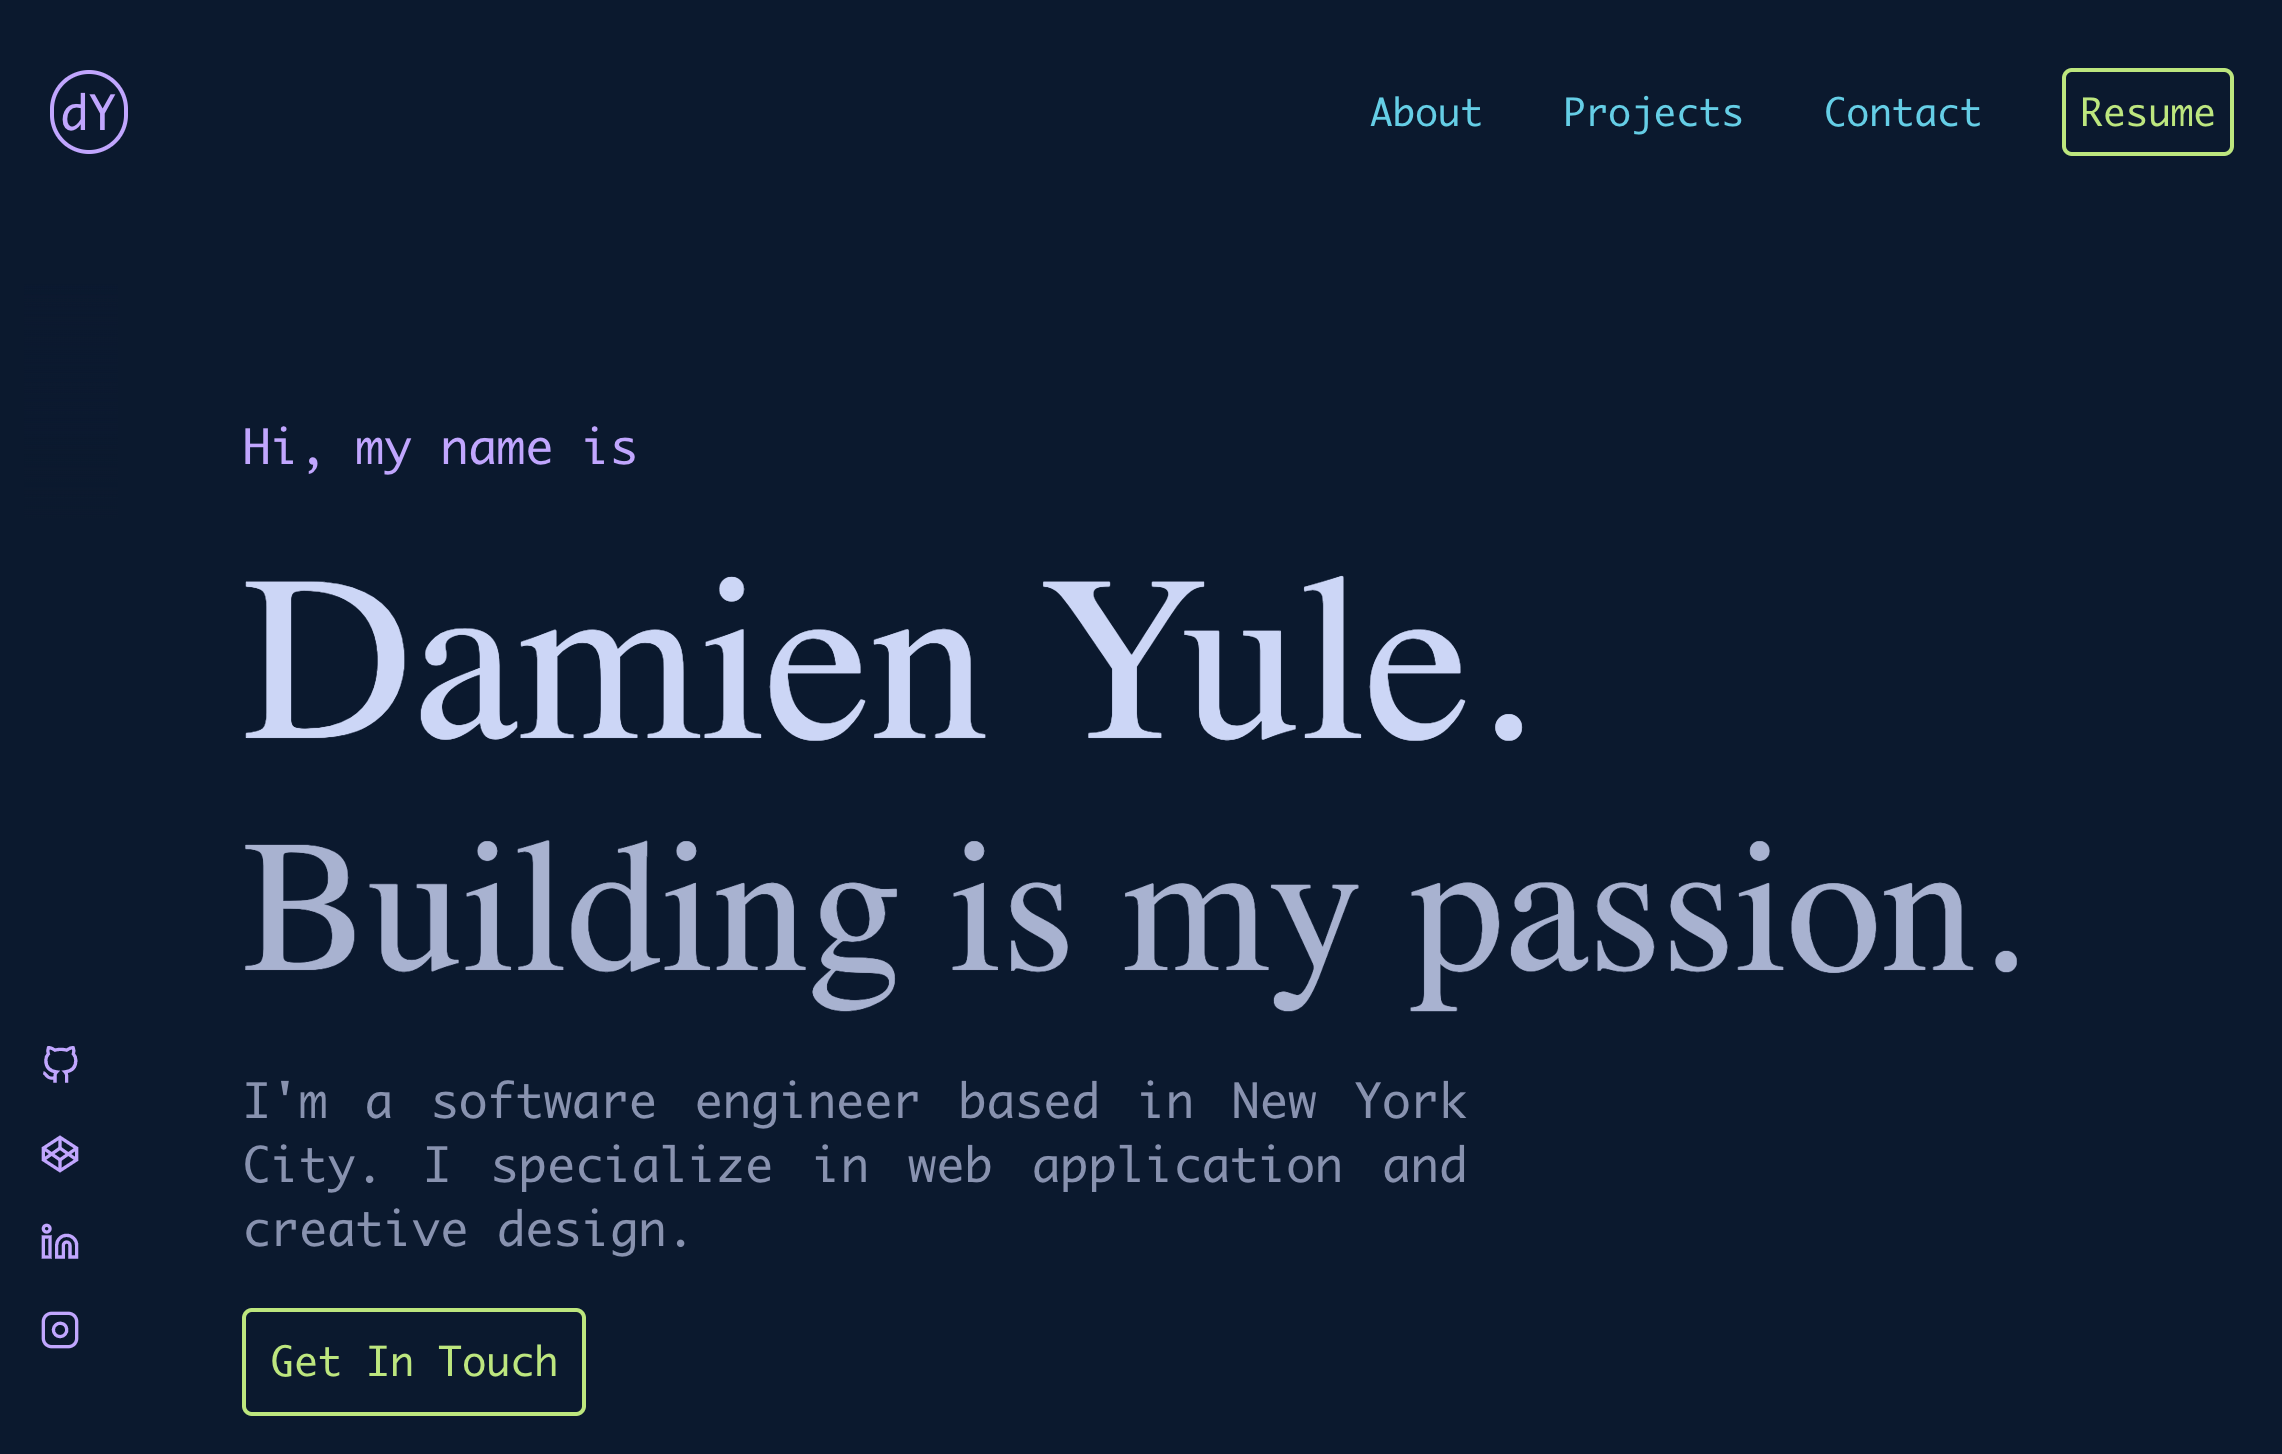 dY
About Projects Contact Resume
Hi, my name is
Damien Yule.
Building is my passion.
I'm a software engineer based in New York
City. I specialize in web application and
creative design.
Get In Touch